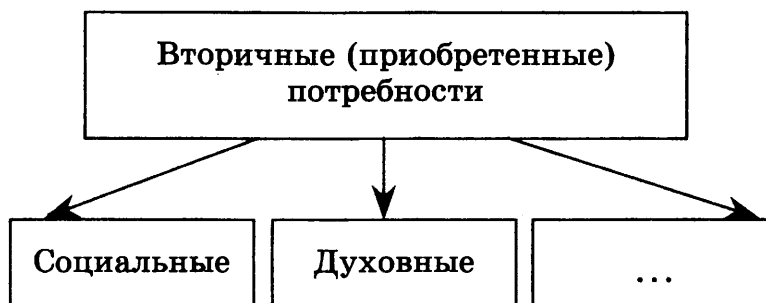 Вторичные (приобретенные)
потребности
Социальные
Духовные
...